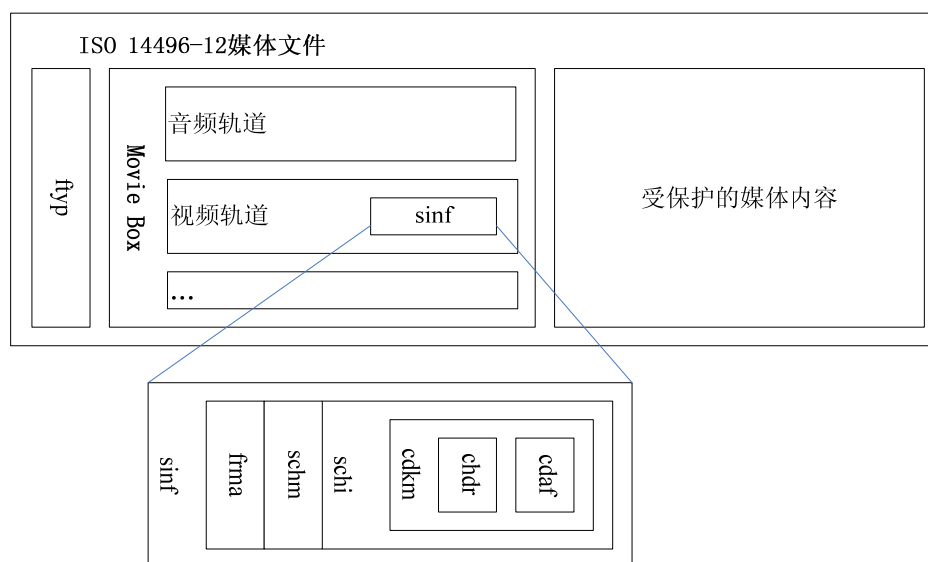 ISO 14496-12媒体文件
ftyp
Movie Box
音频轨道
视频轨道
sinf
...
受保护的媒体内容
sinf
frma
schm
schi
cdkm
chdr
cdaf